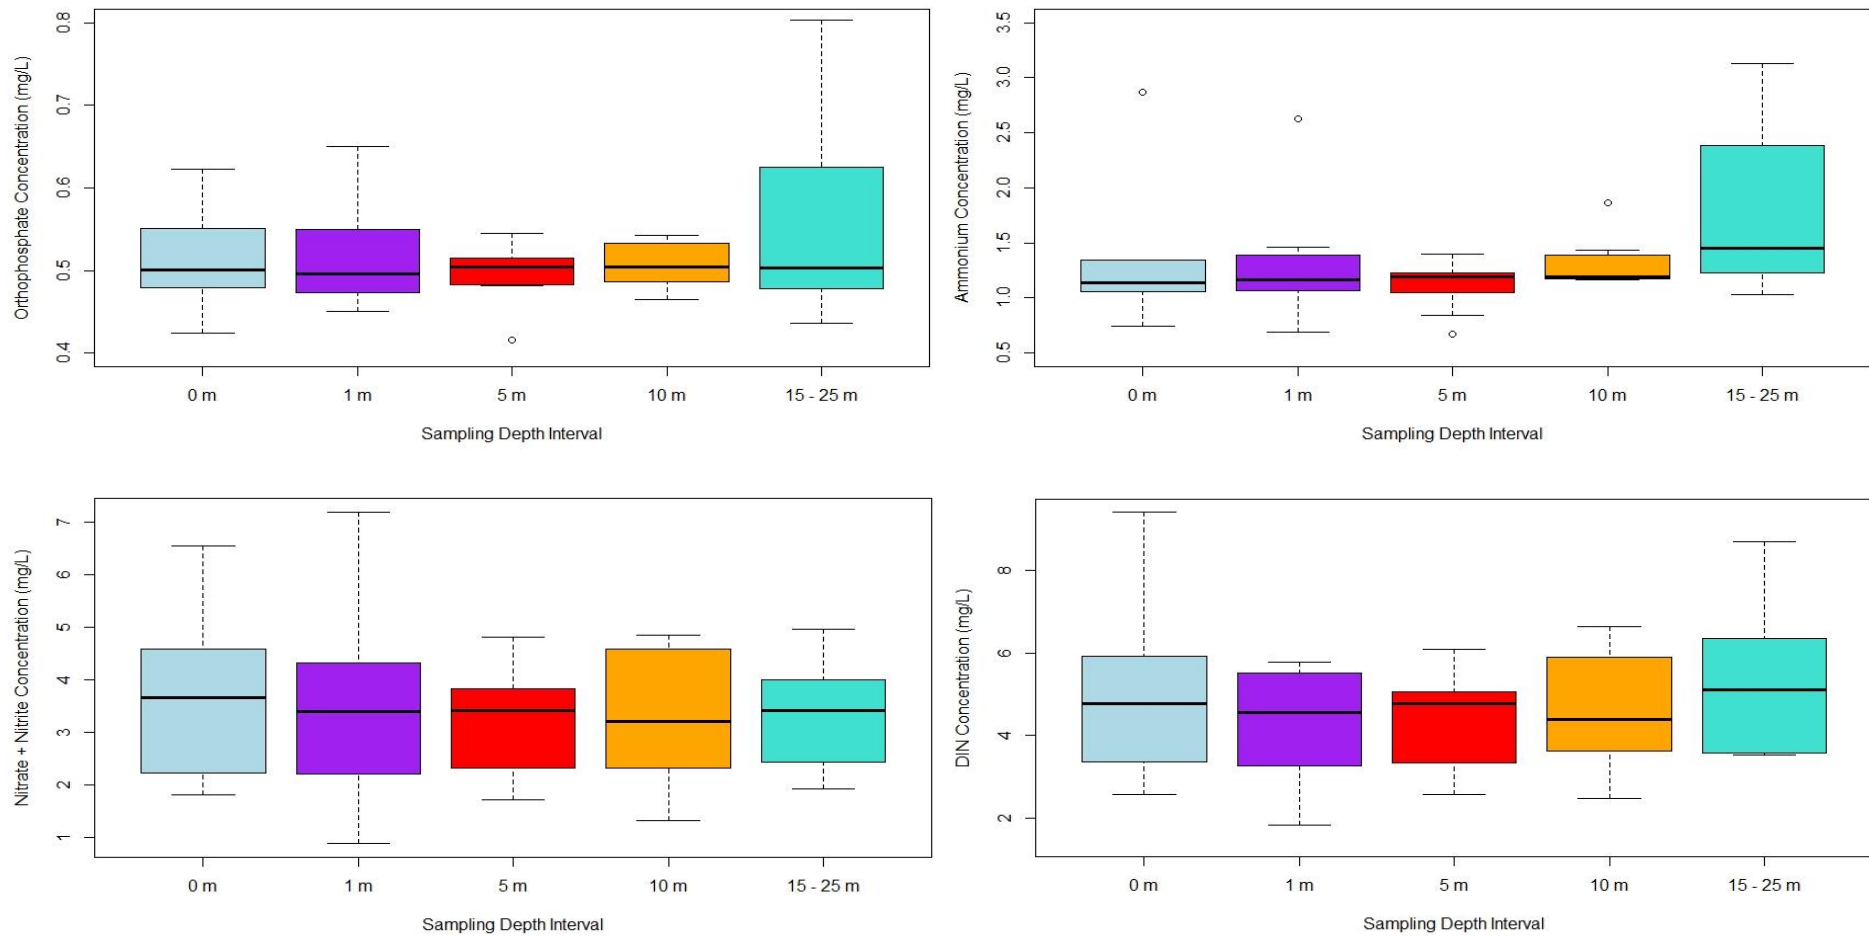 Orthophosphate Concentration (mg/L)
0.8
0.7
0.6
0.5
0.4
0 m 1 m 5 m 10 m 15 - 25 m
Sampling Depth Interval
Ammonium Concentration (mg/L)
3.5
3.0
2.5
2.0
1.5
1.0
0.5
0 m 1 m 5 m 10 m 15 - 25 m
Sampling Depth Interval
Nitrate + Nitrite Concentration (mg/L)
7
6
5
4
3
2
1
0 m 1 m 5 m 10 m 15 - 25 m
Sampling Depth Interval
DIN Concentration (mg/L)
8
6
4
2
0 m 1 m 5 m 10 m 15 - 25 m
Sampling Depth Interval